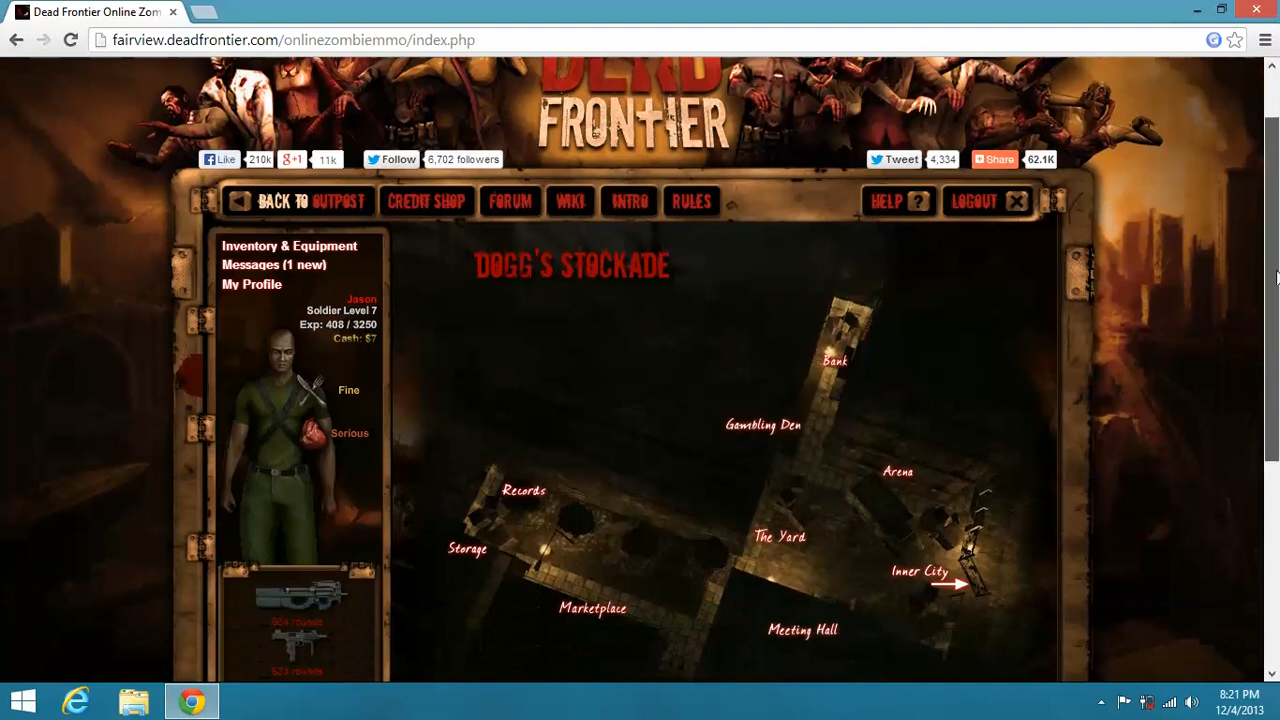 Dead Frontier Online Zom
fairview.deadfrontier.com/onlinezombiemmo/index.php
DEAD
FRONTIER
Like 210k +1 11k Follow 6,702 followers Tweet 4,334 Share 62.1K
BACK TO OUTPOST CREDIT SHOP FORUM WIKI INTRO RULES HELP ? LOGOUT X
Inventory & Equipment
Messages (1 new)
My Profile
DOGG'S STOCKADE
Jason
Soldier Level 7
Exp: 408 / 3250
Cash: $7
Fine
Serious
rounds
rounds
Bank
Gambling Den
Arena
Records
The Yard
Storage
Inner City
Marketplace
Meeting Hall
8:21 PM
12/4/2013